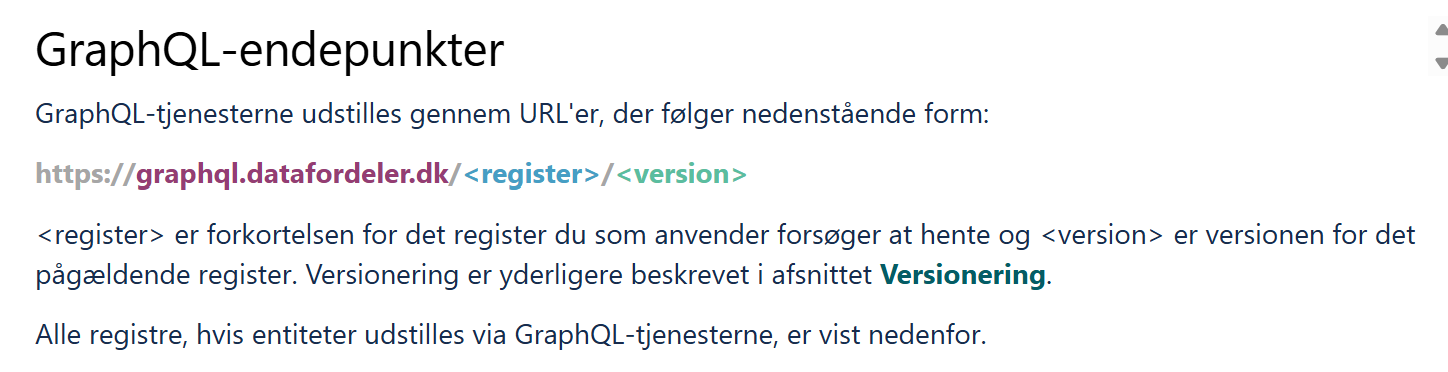 GraphQL-endepunkter
GraphQL-tjenesterne udstilles gennem URL'er, der følger nedenstående form:
https://graphql.datafordeler.dk/<register>/<version>
<register> er forkortelsen for det register du som anvender forsøger at hente og <version> er versionen for det
pågældende register. Versionering er yderligere beskrevet i afsnittet Versionering.
Alle registre, hvis entiteter udstilles via GraphQL-tjenesterne, er vist nedenfor.